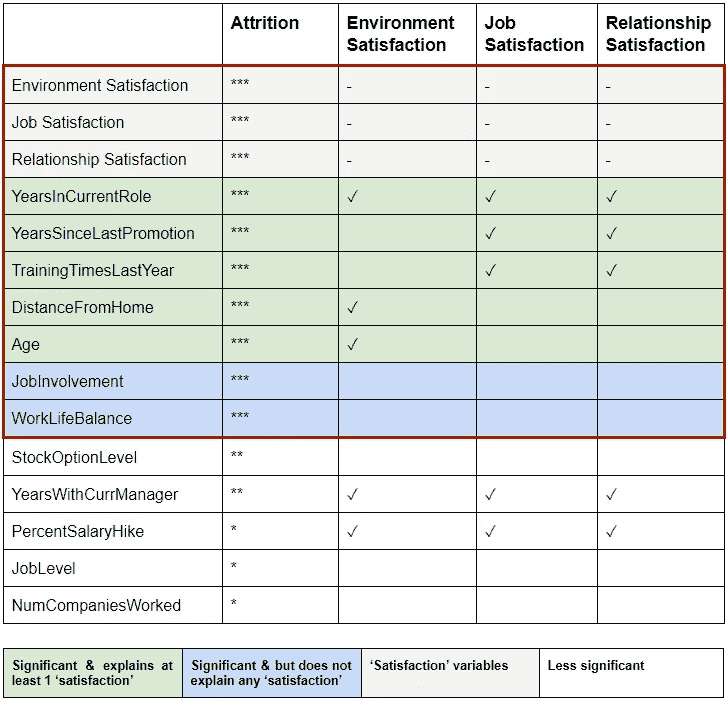 Attrition Environment Satisfaction Job Satisfaction Relationship Satisfaction
Environment Satisfaction *** - - -
Job Satisfaction *** - - -
Relationship Satisfaction *** - - -
YearsInCurrentRole *** ✓ ✓ ✓
YearsSinceLastPromotion *** ✓ ✓
TrainingTimesLastYear *** ✓ ✓
DistanceFromHome *** ✓
Age *** ✓
JobInvolvement ***
WorkLifeBalance ***
StockOptionLevel **
YearsWithCurrManager ** ✓ ✓ ✓
PercentSalaryHike * ✓ ✓ ✓
JobLevel *
NumCompaniesWorked *
Significant & explains at least 1 ‘satisfaction’
Significant & but does not explain any ‘satisfaction’
‘Satisfaction’ variables
Less significant